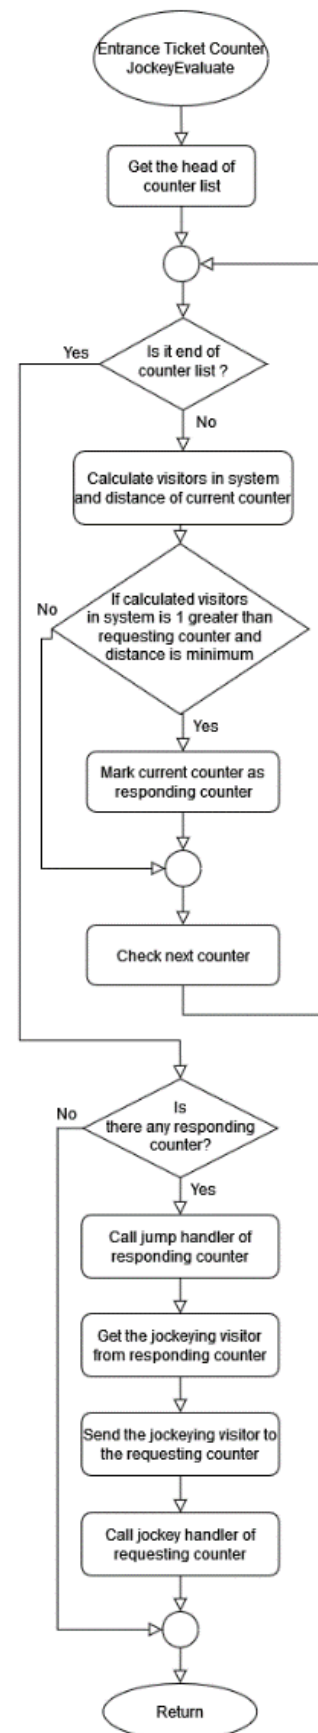 Entrance Ticket Counter
JockeyEvaluate
Get the head of
counter list
Yes
Is it end of
counter list ?
No
Calculate visitors in system
and distance of current counter
No
If calculated visitors
in system is 1 greater than
requesting counter and
distance is minimum
Yes
Mark current counter as
responding counter
Check next counter
No
Is
there any responding
counter?
Yes
Call jump handler of
responding counter
Get the jockeying visitor
from responding counter
Send the jockeying visitor to
the requesting counter
Call jockey handler of
requesting counter
Return